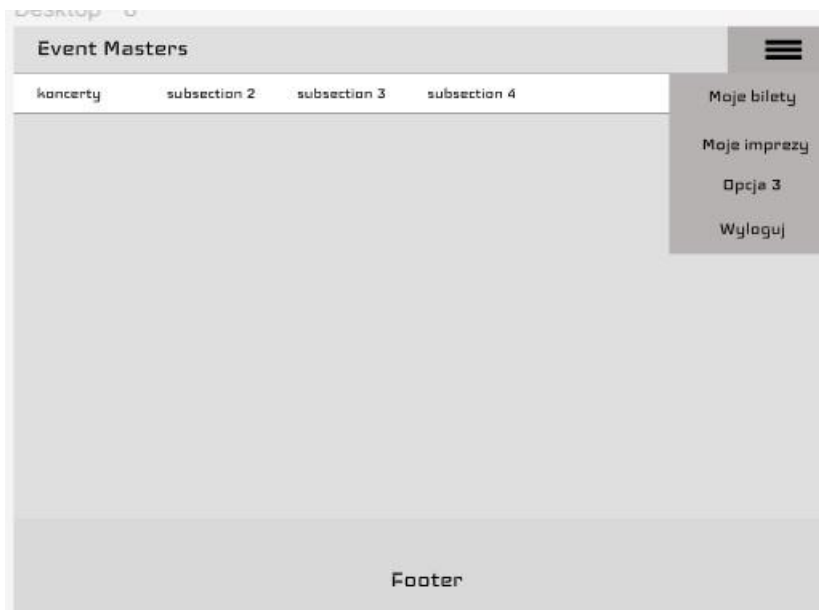 Event Masters
koncerty subsection 2 subsection 3 subsection 4
Moje bilety
Moje imprezy
Opcja 3
Wyloguj
Footer